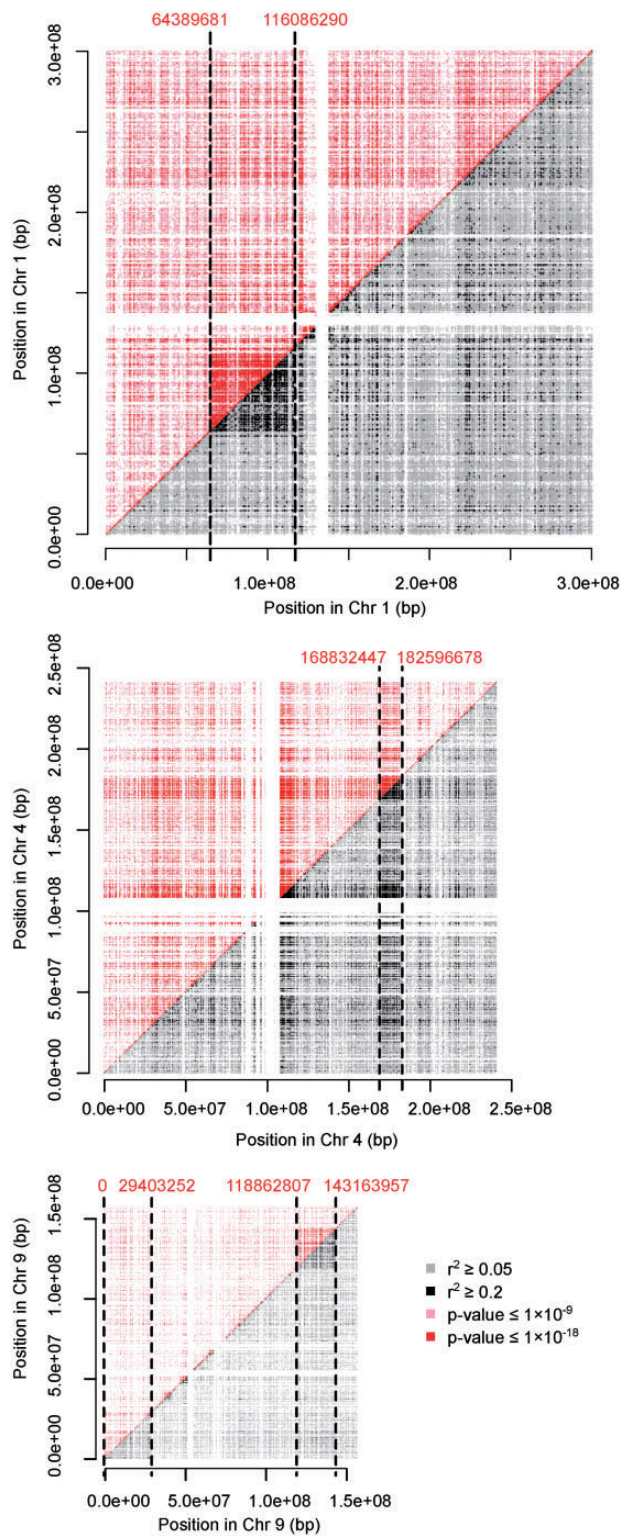 64389681 116086290
3.0e+08
2.0e+08
1.0e+08
0.0e+00
Position in Chr 1 (bp)
0.0e+00 1.0e+08 2.0e+08 3.0e+08
Position in Chr 1 (bp)
168832447 182596678
2.5e+08
2.0e+08
1.5e+08
1.0e+08
5.0e+07
0.0e+00
Position in Chr 4 (bp)
0.0e+00 5.0e+07 1.0e+08 1.5e+08 2.0e+08 2.5e+08
Position in Chr 4 (bp)
0 29403252 118862807 143163957
1.5e+08
1.0e+08
5.0e+07
0.0e+00
Position in Chr 9 (bp)
0.0e+00 5.0e+07 1.0e+08 1.5e+08
Position in Chr 9 (bp)
r² ≥ 0.05
r² ≥ 0.2
p-value ≤ 1×10⁻⁹
p-value ≤ 1×10⁻¹⁸